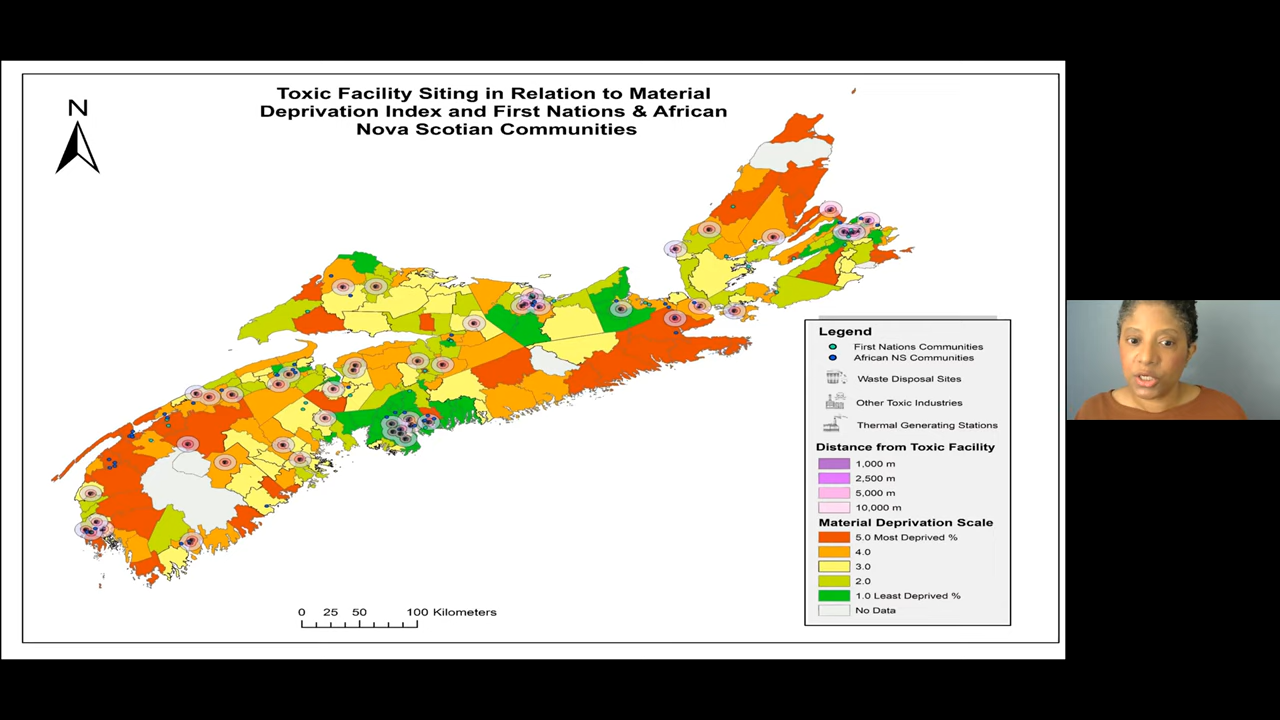 Toxic Facility Siting in Relation to Material
Deprivation Index and First Nations & African
Nova Scotian Communities
N
Legend
First Nations Communities
African NS Communities
Waste Disposal Sites
Other Toxic Industries
Thermal Generating Stations
Distance from Toxic Facility
1,000 m
2,500 m
5,000 m
10,000 m
Material Deprivation Scale
5.0 Most Deprived %
4.0
3.0
2.0
1.0 Least Deprived %
No Data
0 25 50 100 Kilometers